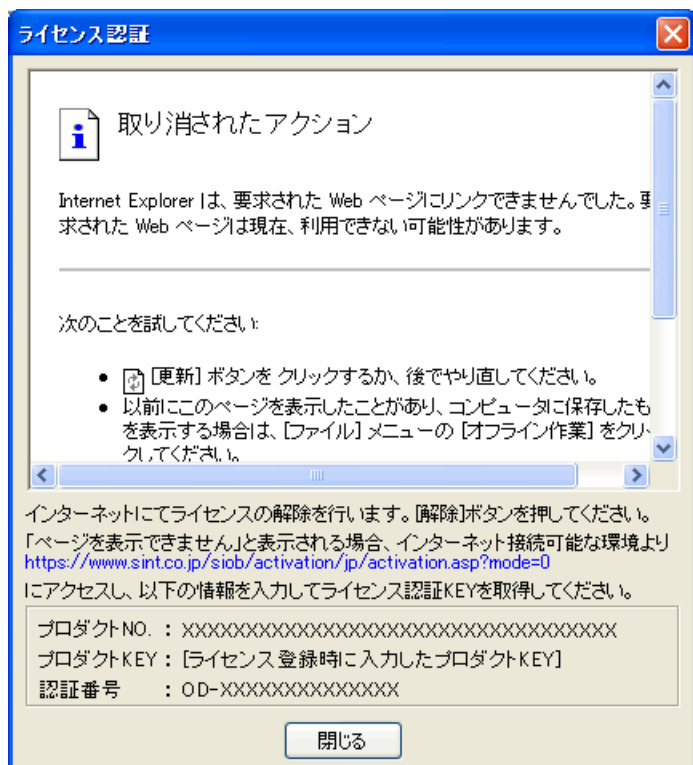 ライセンス認証
取り消されたアクション
Internet Explorer は、要求された Web ページにリンクできませんでした。要
求された Web ページは現在、利用できない可能性があります。
次のことを試してください:
[更新] ボタンを クリックするか、後でやり直してください。
以前にこのページを表示したことがあり、コンピュータに保存したも
を表示する場合は、[ファイル] メニューの [オフライン作業] をクリッ
クしてください。
インターネットにてライセンスの解除を行います。[解除]ボタンを押してください。
「ページを表示できません」と表示される場合、インターネット接続可能な環境より
https://www.sint.co.jp/siob/activation/jp/activation.asp?mode=0
にアクセスし、以下の情報を入力してライセンス認証KEYを取得してください。
プロダクトNO. : XXXXXXXXXXXXXXXXXXXXXXXXXXXXXXXXXXX
プロダクトKEY : [ライセンス登録時に入力したプロダクトKEY]
認証番号 : OD-XXXXXXXXXXXXXX
閉じる